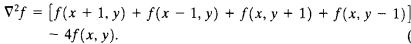 ∇²f = [f(x + 1, y) + f(x − 1, y) + f(x, y + 1) + f(x, y − 1)]
− 4f(x, y). (